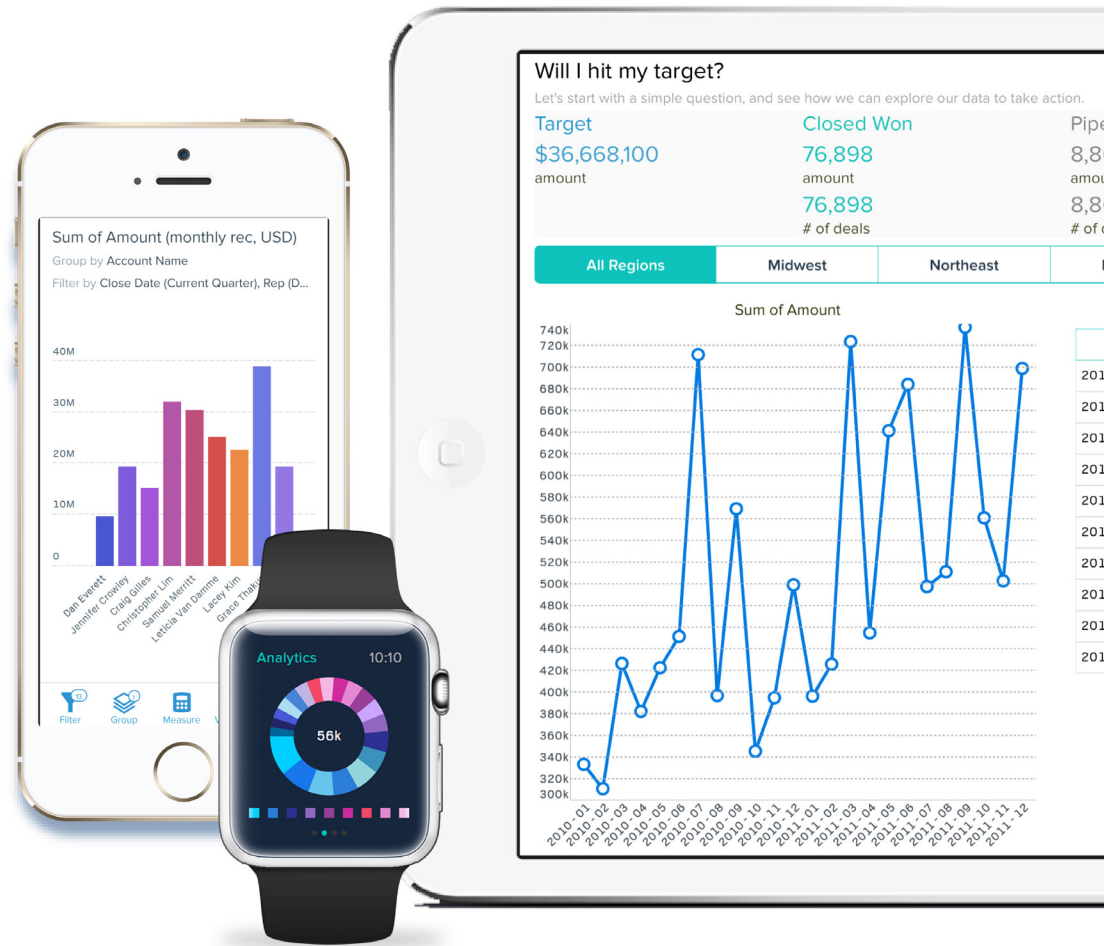 Will I hit my target?
Let's start with a simple question, and see how we can explore our data to take action.
Target
Closed Won
$36,668,100
76,898
amount
amount
76,898
# of deals
# of
All Regions
Midwest
Northeast
Sum of Amount
740k
720k
700k
680k
660k
640k
620k
600k
580k
560k
540k
520k
500k
480k
460k
440k
420k
400k
380k
360k
340k
320k
300k
2010-01
2010-02
2010-03
2010-04
2010-05
2010-06
2010-07
2010-08
2010-09
2010-10
2010-11
2010-12
2011-01
2011-02
2011-03
2011-04
2011-05
2011-06
2011-07
2011-08
2011-09
2011-10
2011-11
2011-12
Sum of Amount (monthly rec, USD)
Group by Account Name
Filter by Close Date (Current Quarter), Rep (D...
40M
30M
20M
10M
0
Dan Everett
Jennifer Crowley
Craig Gilles
Christopher Lim
Samuel Merritt
Leticia Van Damme
Lacey Kim
Grace
13
1
Filter
Group
Measure
Analytics
10:10
56k